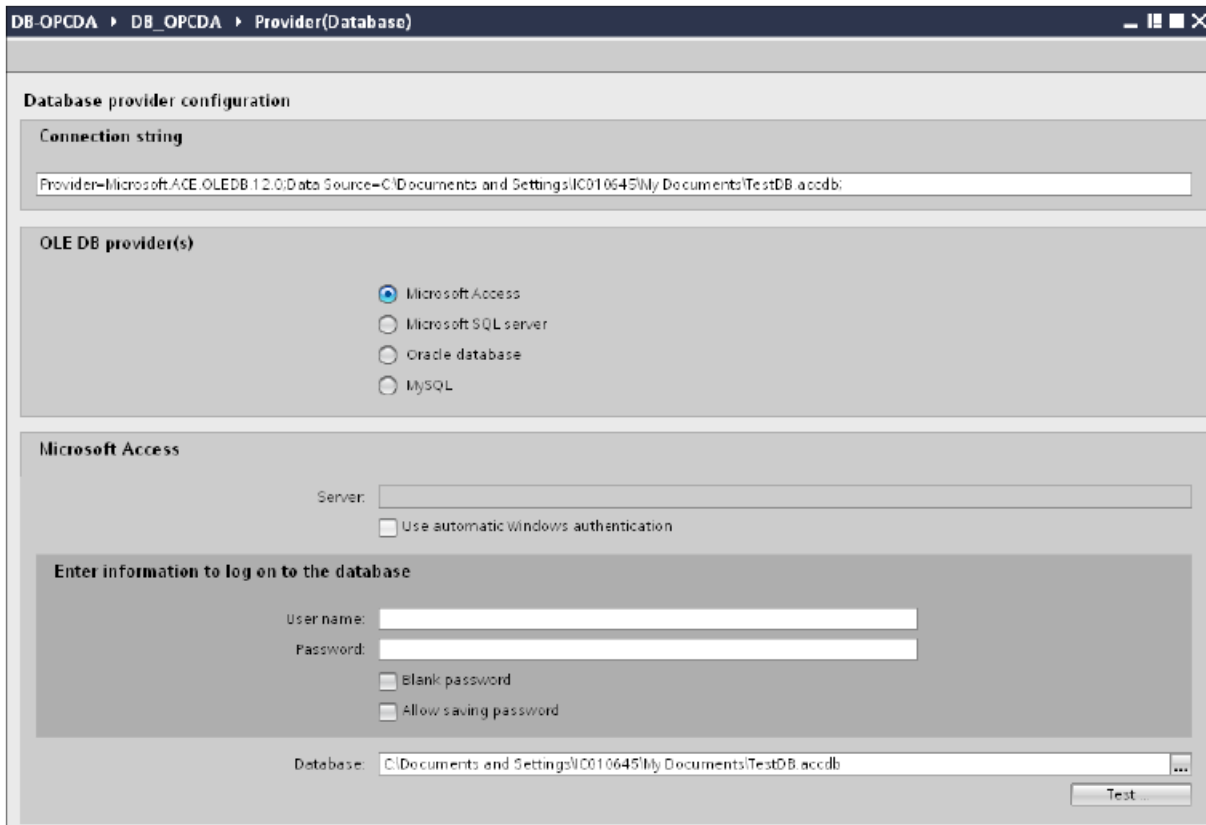 DB-OPCDA ▸ DB_OPCDA ▸ Provider(Database)
Database provider configuration
Connection string
Provider=Microsoft.ACE.OLEDB.12.0;Data Source=C:\Documents and Settings\IC010645\My Documents\TestDB.accdb;
OLE DB provider(s)
Microsoft Access
Microsoft SQL server
Oracle database
MySQL
Microsoft Access
Server:
Use automatic Windows authentication
Enter information to log on to the database
User name:
Password:
Blank password
Allow saving password
Database: C:\Documents and Settings\IC010645\My Documents\TestDB.accdb ...
Test ...